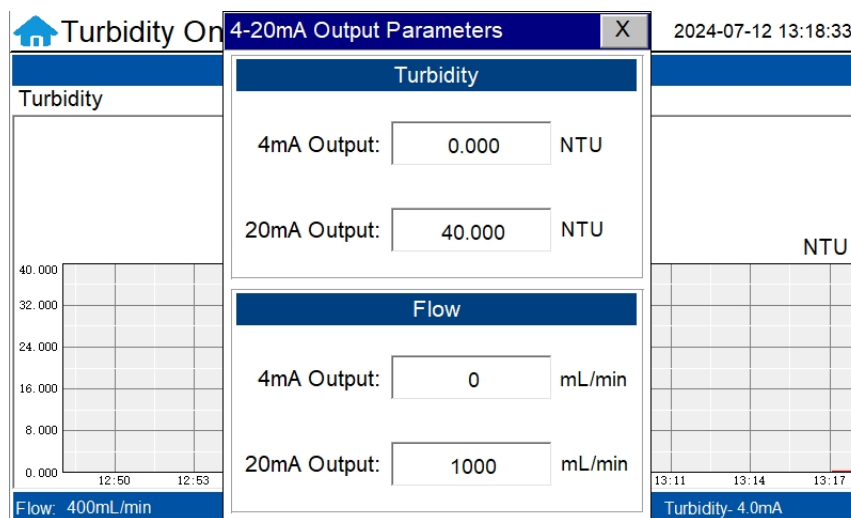 Turbidity On
4-20mA Output Parameters
X
2024-07-12 13:18:33
Turbidity
Turbidity
4mA Output: 0.000 NTU
20mA Output: 40.000 NTU
NTU
40.000
32.000
24.000
16.000
8.000
0.000
12:50 12:53 13:11 13:14 13:17
Flow
4mA Output: 0 mL/min
20mA Output: 1000 mL/min
Flow: 400mL/min
Turbidity- 4.0mA